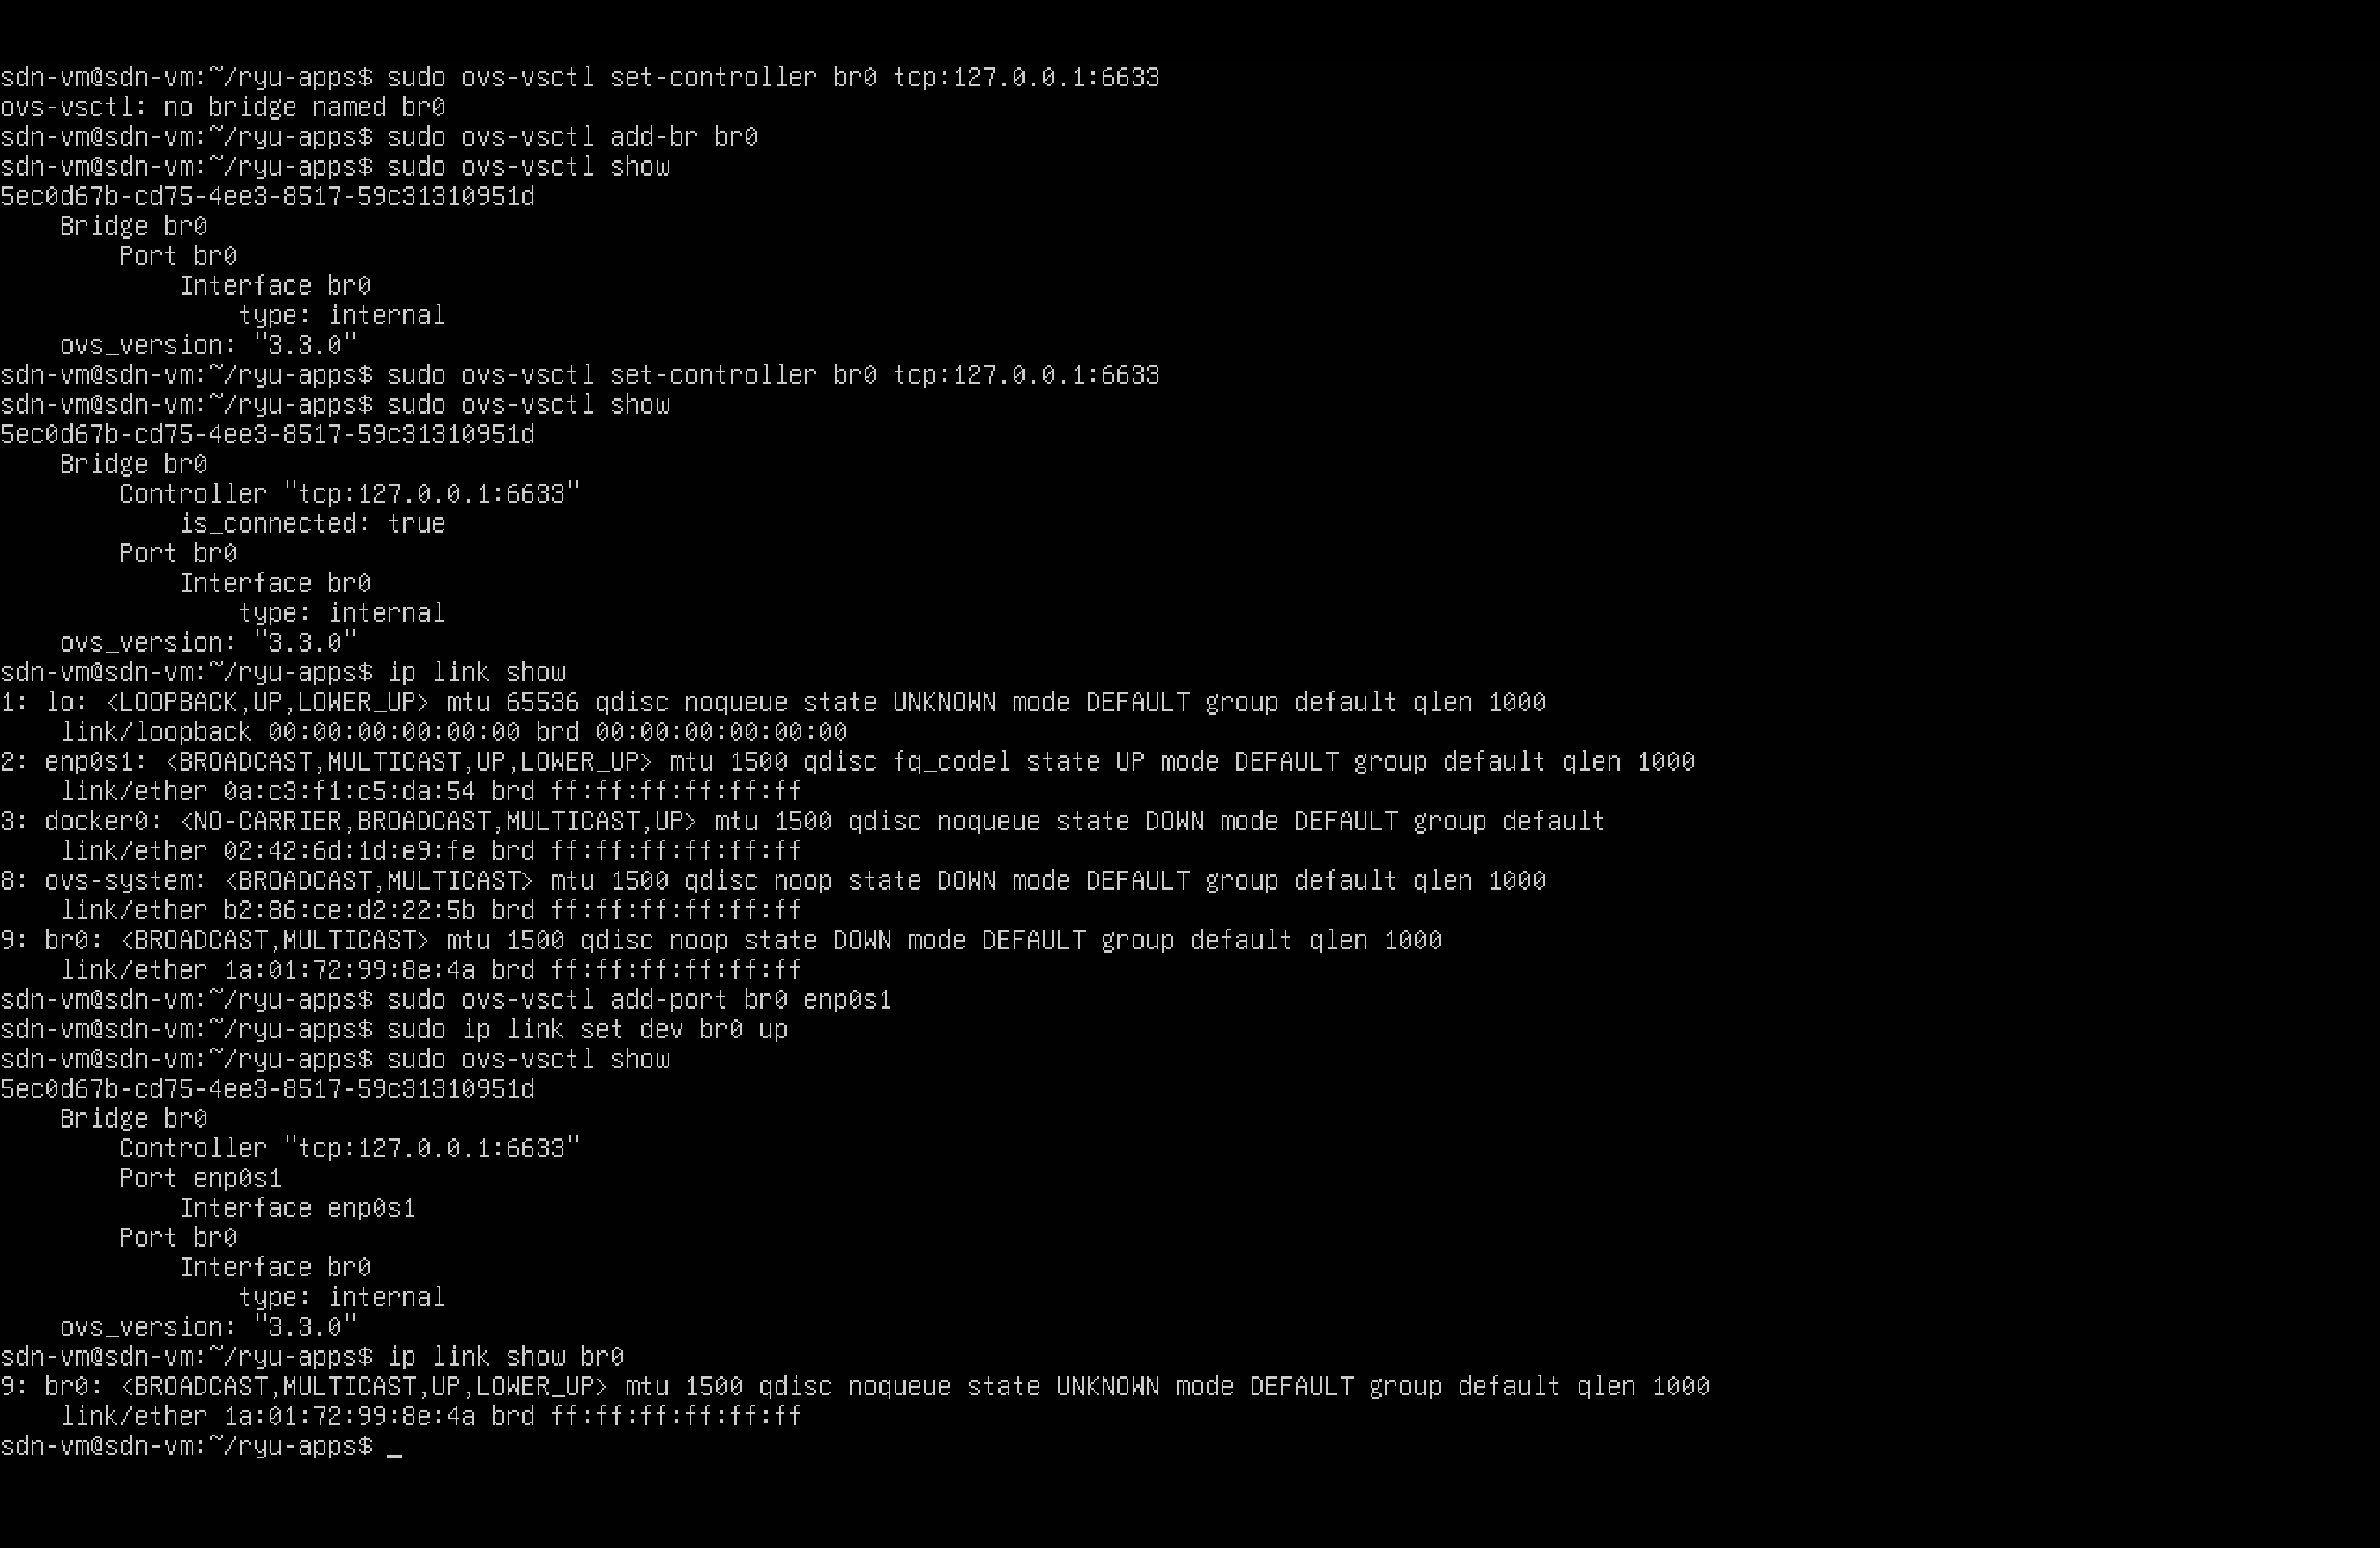 sdn-vm@sdn-vm:~/ryu-apps$ sudo ovs-vsctl set-controller br0 tcp:127.0.0.1:6633
ovs-vsctl: no bridge named br0
sdn-vm@sdn-vm:~/ryu-apps$ sudo ovs-vsctl add-br br0
sdn-vm@sdn-vm:~/ryu-apps$ sudo ovs-vsctl show
5ec0d67b-cd75-4ee3-8517-59c31310951d
    Bridge br0
        Port br0
            Interface br0
                type: internal
    ovs_version: "3.3.0"
sdn-vm@sdn-vm:~/ryu-apps$ sudo ovs-vsctl set-controller br0 tcp:127.0.0.1:6633
sdn-vm@sdn-vm:~/ryu-apps$ sudo ovs-vsctl show
5ec0d67b-cd75-4ee3-8517-59c31310951d
    Bridge br0
        Controller "tcp:127.0.0.1:6633"
            is_connected: true
        Port br0
            Interface br0
                type: internal
    ovs_version: "3.3.0"
sdn-vm@sdn-vm:~/ryu-apps$ ip link show
1: lo: <LOOPBACK,UP,LOWER_UP> mtu 65536 qdisc noqueue state UNKNOWN mode DEFAULT group default qlen 1000
    link/loopback 00:00:00:00:00:00 brd 00:00:00:00:00:00
2: enp0s1: <BROADCAST,MULTICAST,UP,LOWER_UP> mtu 1500 qdisc fq_codel state UP mode DEFAULT group default qlen 1000
    link/ether 0a:c3:f1:c5:da:54 brd ff:ff:ff:ff:ff:ff
3: docker0: <NO-CARRIER,BROADCAST,MULTICAST,UP> mtu 1500 qdisc noqueue state DOWN mode DEFAULT group default
    link/ether 02:42:6d:1d:e9:fe brd ff:ff:ff:ff:ff:ff
8: ovs-system: <BROADCAST,MULTICAST> mtu 1500 qdisc noop state DOWN mode DEFAULT group default qlen 1000
    link/ether b2:86:ce:d2:22:5b brd ff:ff:ff:ff:ff:ff
9: br0: <BROADCAST,MULTICAST> mtu 1500 qdisc noop state DOWN mode DEFAULT group default qlen 1000
    link/ether 1a:01:72:99:8e:4a brd ff:ff:ff:ff:ff:ff
sdn-vm@sdn-vm:~/ryu-apps$ sudo ovs-vsctl add-port br0 enp0s1
sdn-vm@sdn-vm:~/ryu-apps$ sudo ip link set dev br0 up
sdn-vm@sdn-vm:~/ryu-apps$ sudo ovs-vsctl show
5ec0d67b-cd75-4ee3-8517-59c31310951d
    Bridge br0
        Controller "tcp:127.0.0.1:6633"
        Port enp0s1
            Interface enp0s1
        Port br0
            Interface br0
                type: internal
    ovs_version: "3.3.0"
sdn-vm@sdn-vm:~/ryu-apps$ ip link show br0
9: br0: <BROADCAST,MULTICAST,UP,LOWER_UP> mtu 1500 qdisc noqueue state UNKNOWN mode DEFAULT group default qlen 1000
    link/ether 1a:01:72:99:8e:4a brd ff:ff:ff:ff:ff:ff
sdn-vm@sdn-vm:~/ryu-apps$ _